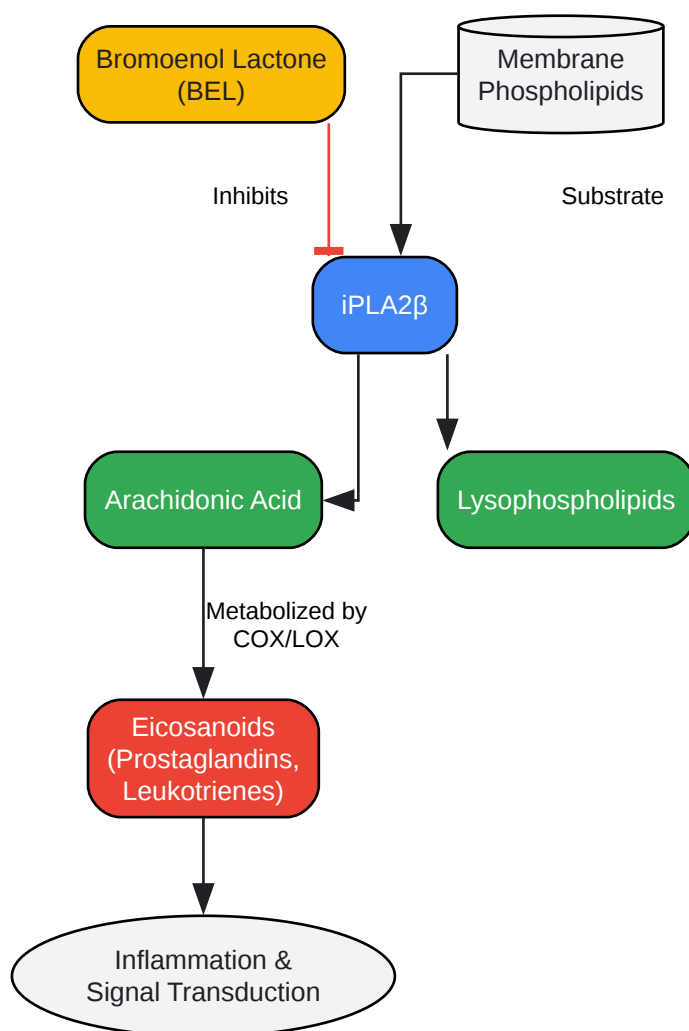 Bromoenol Lactone
(BEL)
Membrane
Phospholipids
Inhibits
Substrate
iPLA2β
Arachidonic Acid
Lysophospholipids
Metabolized by
COX/LOX
Eicosanoids
(Prostaglandins,
Leukotrienes)
Inflammation &
Signal Transduction